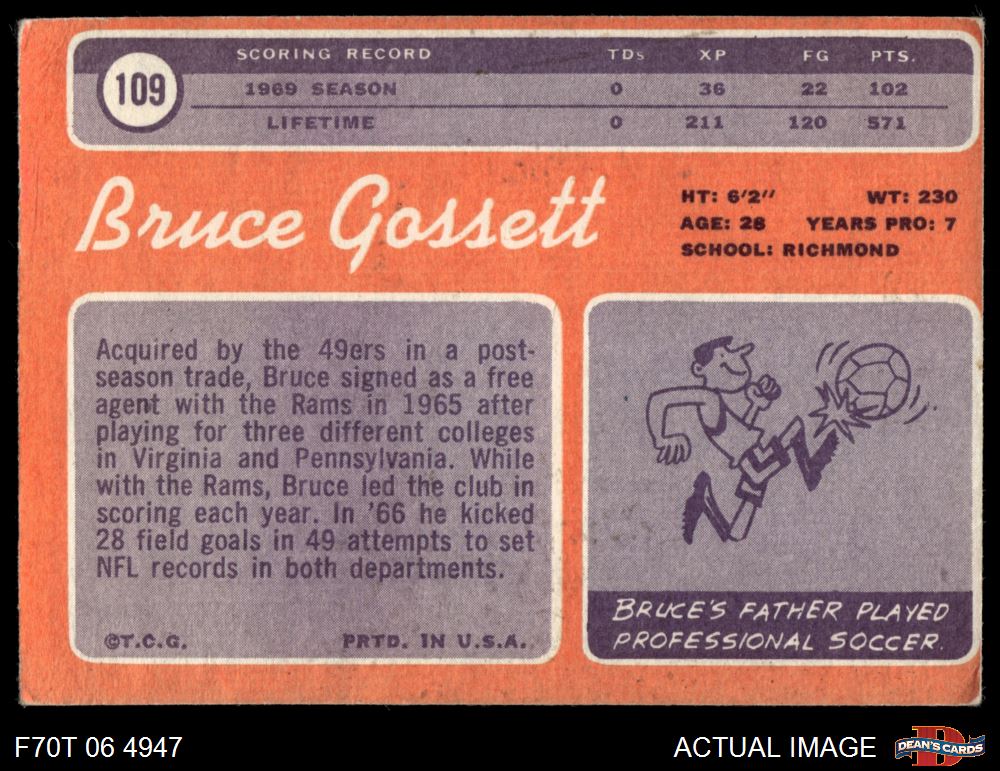 109
SCORING RECORD TDs XP FG PTS.
1969 SEASON 0 36 22 102
LIFETIME 0 211 120 571
Bruce Gossett
HT: 6'2" WT: 230
AGE: 28 YEARS PRO: 7
SCHOOL: RICHMOND
Acquired by the 49ers in a post-
season trade, Bruce signed as a free
agent with the Rams in 1965 after
playing for three different colleges
in Virginia and Pennsylvania. While
with the Rams, Bruce led the club in
scoring each year. In '66 he kicked
28 field goals in 49 attempts to set
NFL records in both departments.
©T.C.G. PRTD. IN U.S.A.
BRUCE'S FATHER PLAYED
PROFESSIONAL SOCCER.
F70T 06 4947
ACTUAL IMAGE
D
DEAN'S CARDS